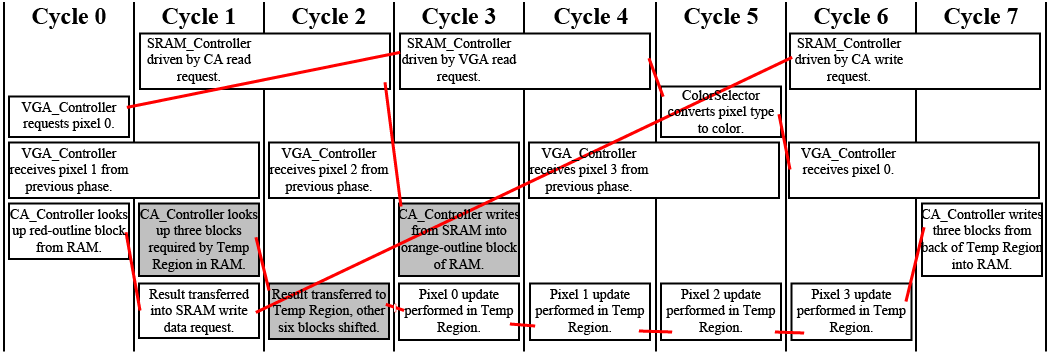 Cycle 0 Cycle 1 Cycle 2 Cycle 3 Cycle 4 Cycle 5 Cycle 6 Cycle 7
SRAM_Controller
driven by CA read
request.
SRAM_Controller
driven by VGA read
request.
SRAM_Controller
driven by CA write
request.
VGA_Controller
requests pixel 0.
ColorSelector
converts pixel type
to color.
VGA_Controller
receives pixel 1 from
previous phase.
VGA_Controller
receives pixel 2 from
previous phase.
VGA_Controller
receives pixel 3 from
previous phase.
VGA_Controller
receives pixel 0.
CA_Controller looks
up red-outline block
from RAM.
CA_Controller looks
up three blocks
required by Temp
Region in RAM.
CA_Controller writes
from SRAM into
orange-outline block
of RAM.
CA_Controller writes
three blocks from
back of Temp Region
into RAM.
Result transferred
into SRAM write
data request.
Result transferred to
Temp Region, other
six blocks shifted.
Pixel 0 update
performed in Temp
Region.
Pixel 1 update
performed in Temp
Region.
Pixel 2 update
performed in Temp
Region.
Pixel 3 update
performed in Temp
Region.